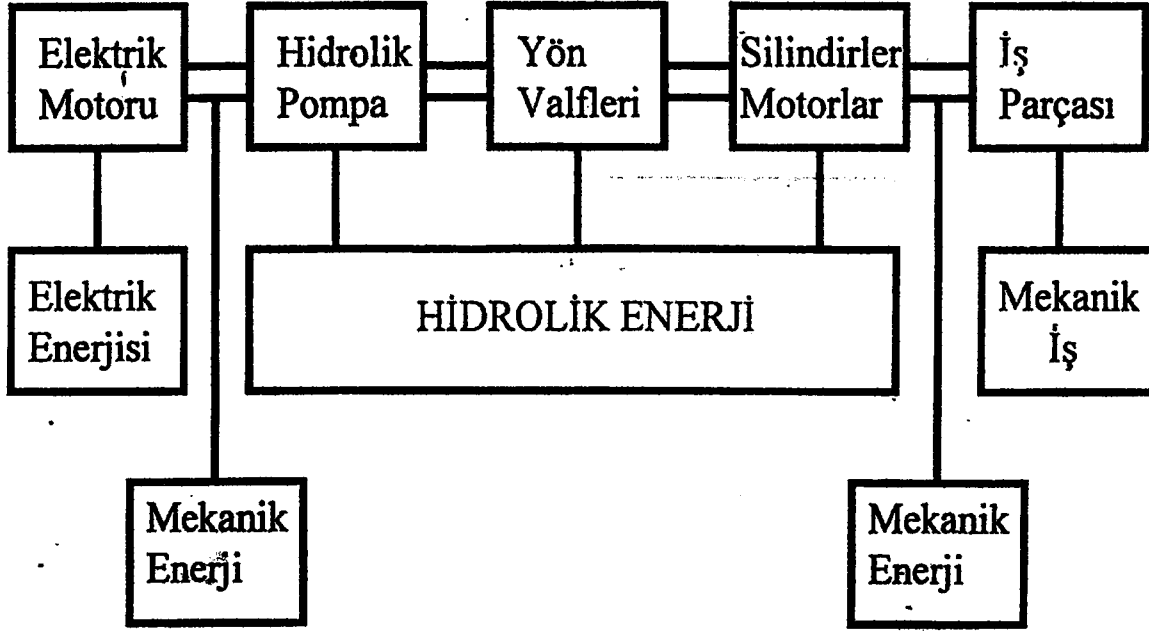 Elektrik
Motoru
Hidrolik
Pompa
Yön
Valfleri
Silindirler
Motorlar
İş
Parçası
Elektrik
Enerjisi
HİDROLİK ENERJİ
Mekanik
İş
Mekanik
Enerji
Mekanik
Enerji